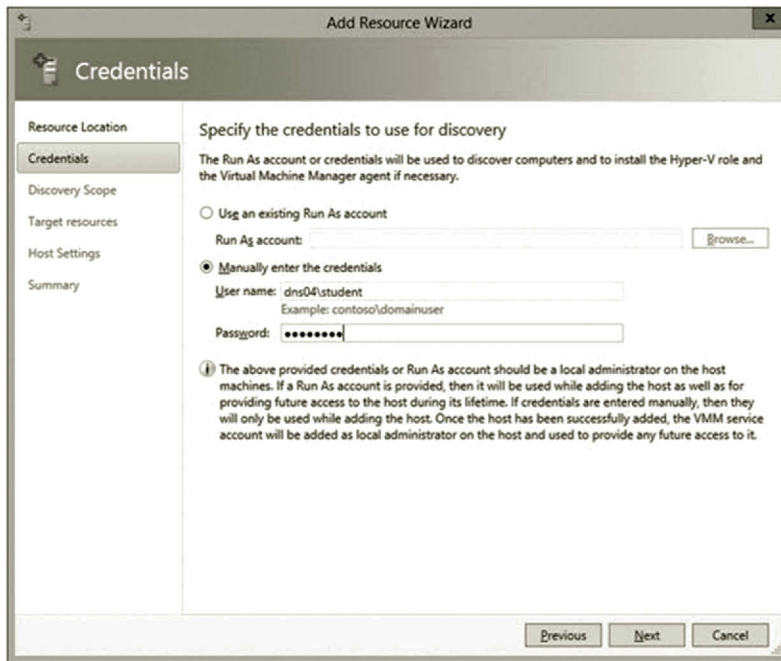 Add Resource Wizard
x
Credentials
Resource Location
Credentials
Discovery Scope
Target resources
Host Settings
Summary
Specify the credentials to use for discovery
The Run As account or credentials will be used to discover computers and to install the Hyper-V role and
the Virtual Machine Manager agent if necessary.
Use an existing Run As account
Run As account: Browse...
Manually enter the credentials
User name: dns04\student
Example: contoso\domainuser
Password: ••••••••
The above provided credentials or Run As account should be a local administrator on the host
machines. If a Run As account is provided, then it will be used while adding the host as well as for
providing future access to the host during its lifetime. If credentials are entered manually, then they
will only be used while adding the host. Once the host has been successfully added, the VMM service
account will be added as local administrator on the host and used to provide any future access to it.
Previous Next Cancel